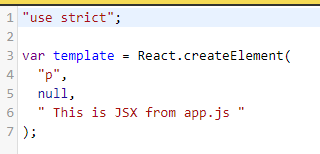 1 "use strict";
2
3 var template = React.createElement(
4   "p",
5   null,
6   " This is JSX from app.js "
7 );